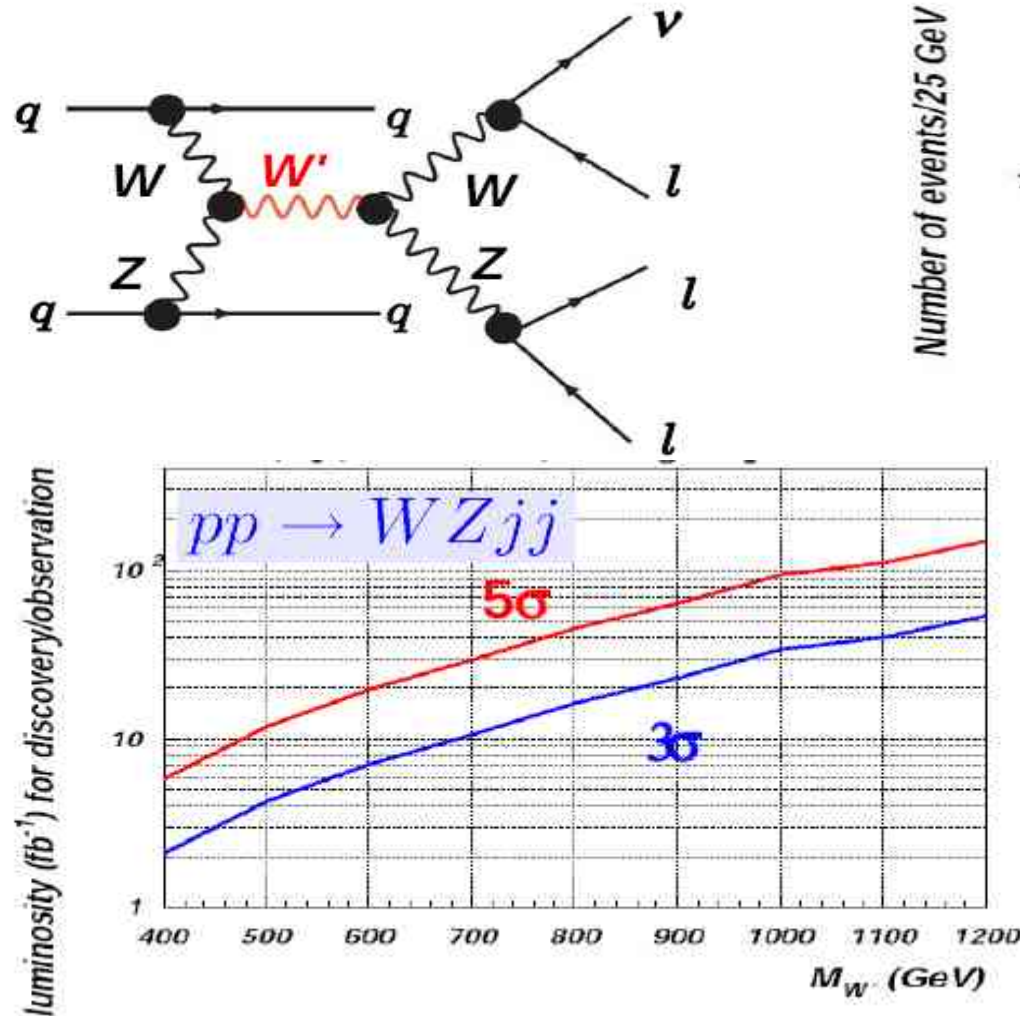 ν
q
q
W
W'
W
l
Z
Z
l
q
q
l
Number of events/25 GeV
luminosity (fb⁻¹) for discovery/observation
pp → WZjj
10²
5σ
10
3σ
1
400 500 600 700 800 900 1000 1100 1200
M_W' (GeV)